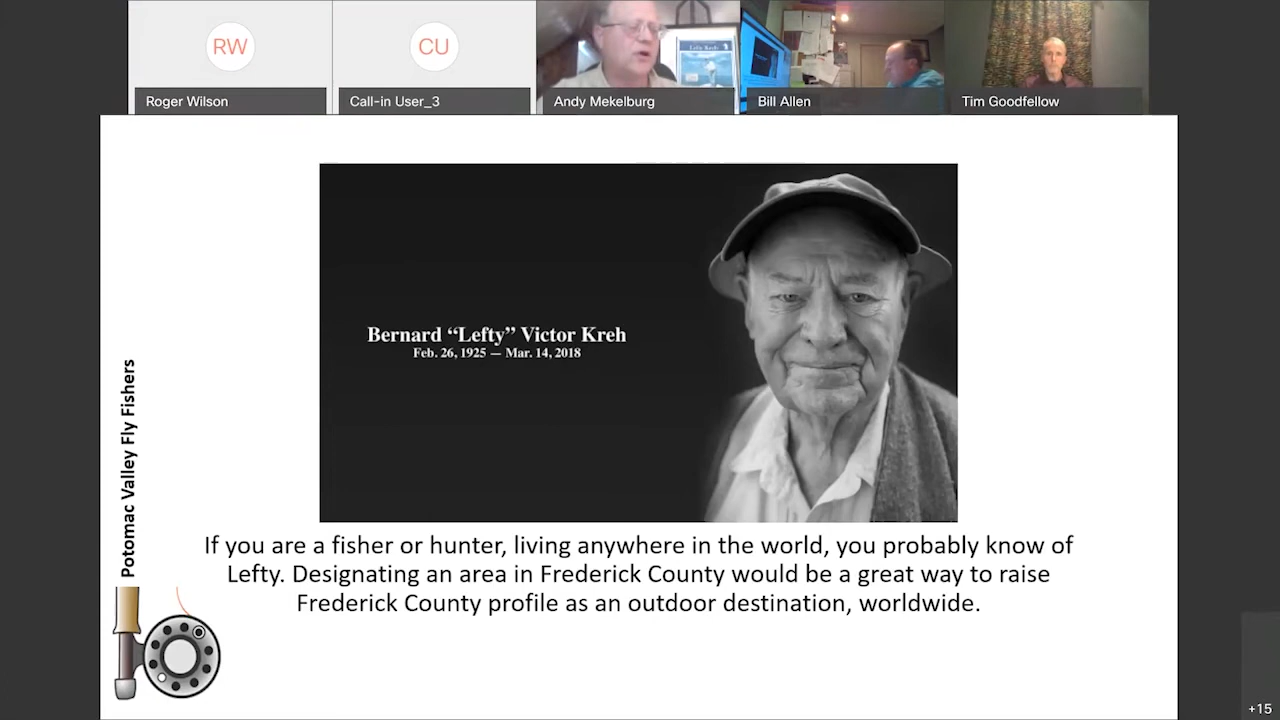 RW
CU
Roger Wilson
Call-in User_3
Andy Mekelburg
Bill Allen
Tim Goodfellow
Lefty Kreh
Bernard “Lefty” Victor Kreh
Feb. 26, 1925 — Mar. 14, 2018
Potomac Valley Fly Fishers
If you are a fisher or hunter, living anywhere in the world, you probably know of
Lefty. Designating an area in Frederick County would be a great way to raise
Frederick County profile as an outdoor destination, worldwide.
+15